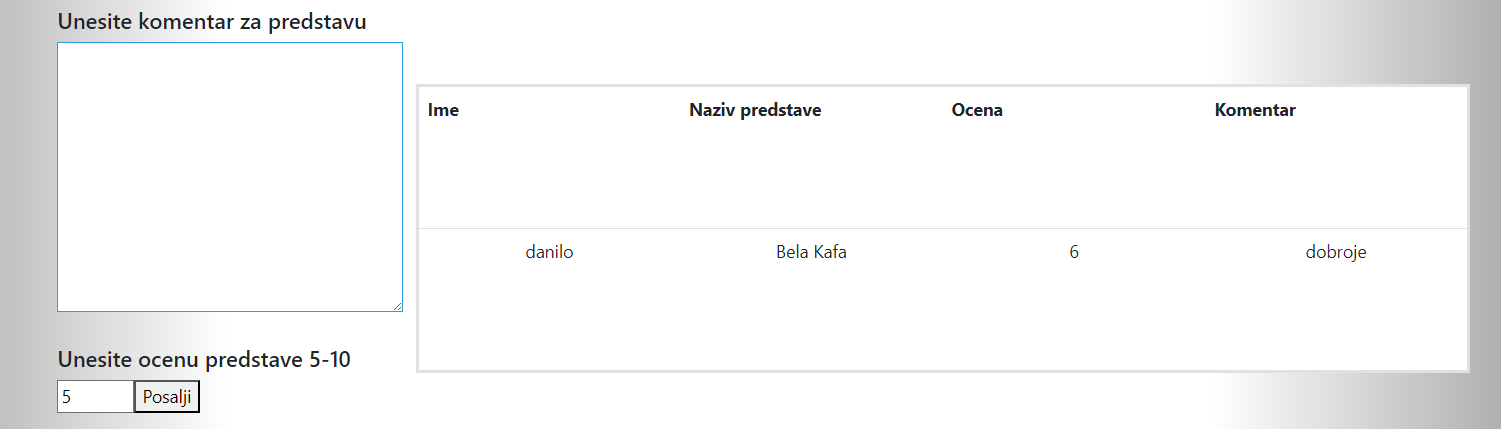 Unesite komentar za predstavu
Ime Naziv predstave Ocena Komentar
danilo Bela Kafa 6 dobroje
Unesite ocenu predstave 5-10
5 Posalji